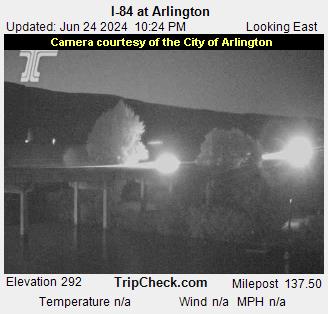 I-84 at Arlington
Updated: Jun 24 2024 10:24 PM Looking East
Camera courtesy of the City of Arlington
Elevation 292 TripCheck.com Milepost 137.50
Temperature n/a Wind n/a MPH n/a